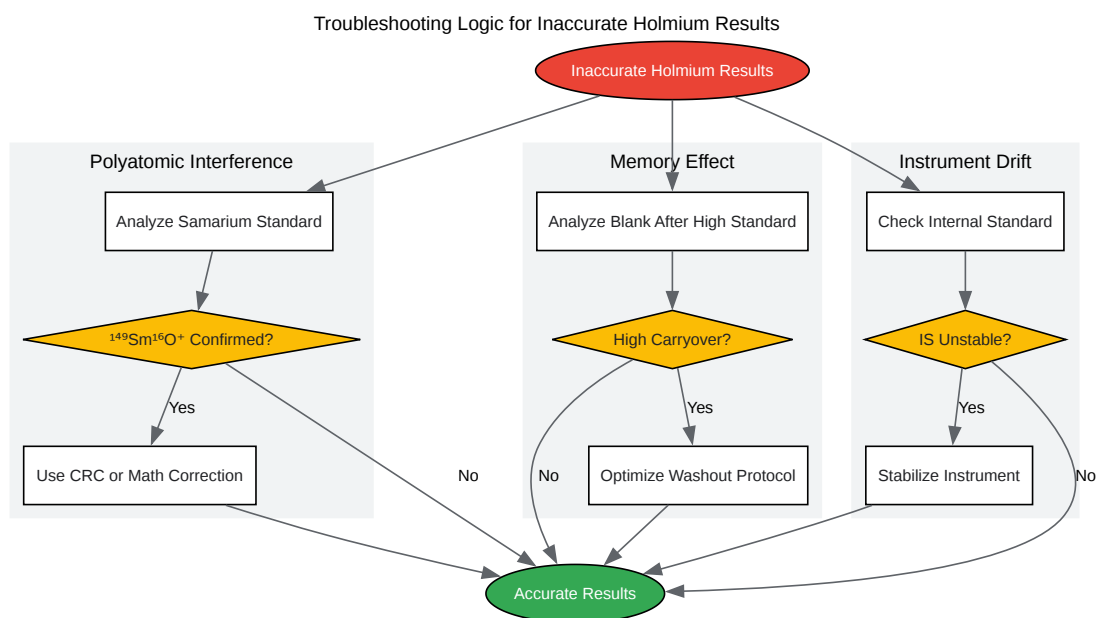 Troubleshooting Logic for Inaccurate Holmium Results
Inaccurate Holmium Results
Polyatomic Interference
Memory Effect
Instrument Drift
Analyze Samarium Standard
Analyze Blank After High Standard
Check Internal Standard
¹⁴⁹Sm¹⁶O⁺ Confirmed?
High Carryover?
IS Unstable?
Yes
Yes
Yes
Use CRC or Math Correction
No
No
Optimize Washout Protocol
Stabilize Instrument
No
Accurate Results